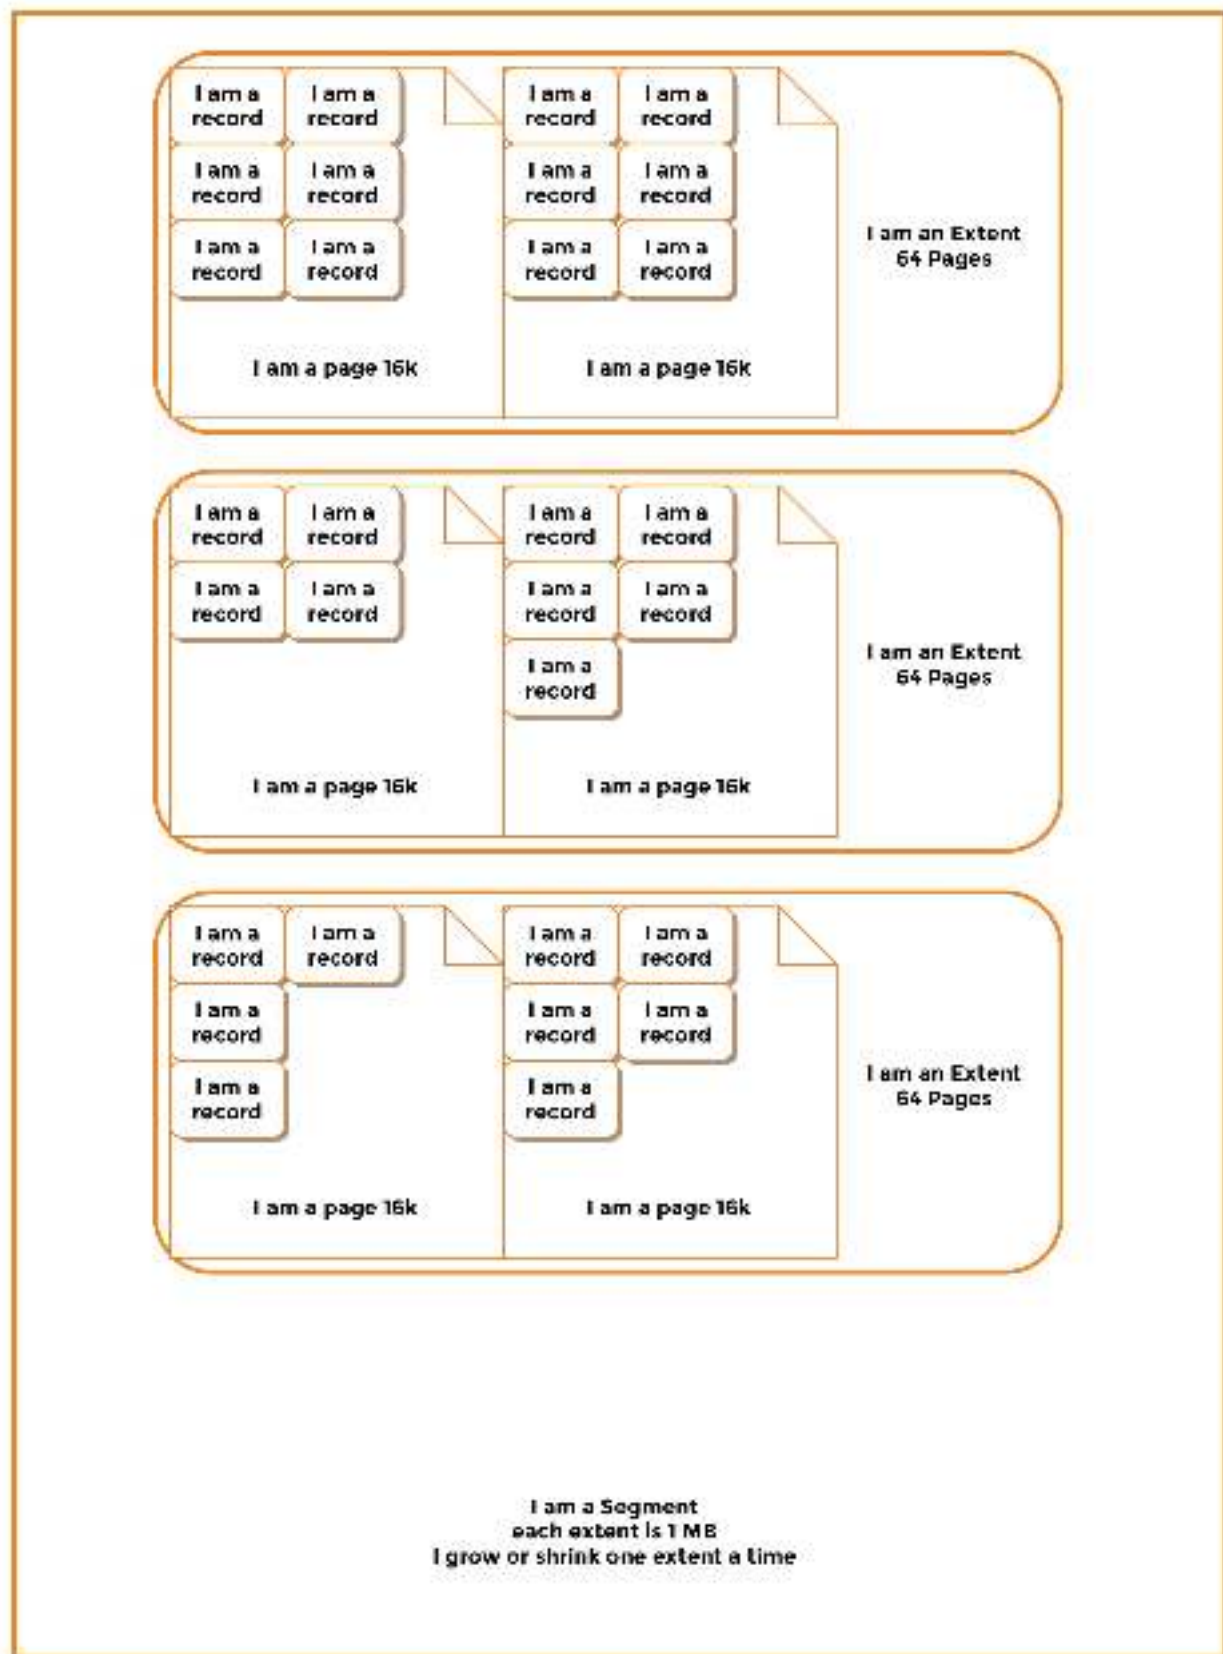 I am a
record
I am a
record
I am a
record
I am a
record
I am a
record
I am a
record
I am a page 16k
I am a
record
I am a
record
I am a
record
I am a
record
I am a
record
I am a
record
I am a page 16k
I am an Extent
64 Pages
I am a
record
I am a
record
I am a
record
I am a
record
I am a page 16k
I am a
record
I am a
record
I am a
record
I am a
record
I am a
record
I am a page 16k
I am an Extent
64 Pages
I am a
record
I am a
record
I am a
record
I am a
record
I am a page 16k
I am a
record
I am a
record
I am a
record
I am a
record
I am a
record
I am a page 16k
I am an Extent
64 Pages
I am a Segment
each extent is 1 MB
I grow or shrink one extent a time